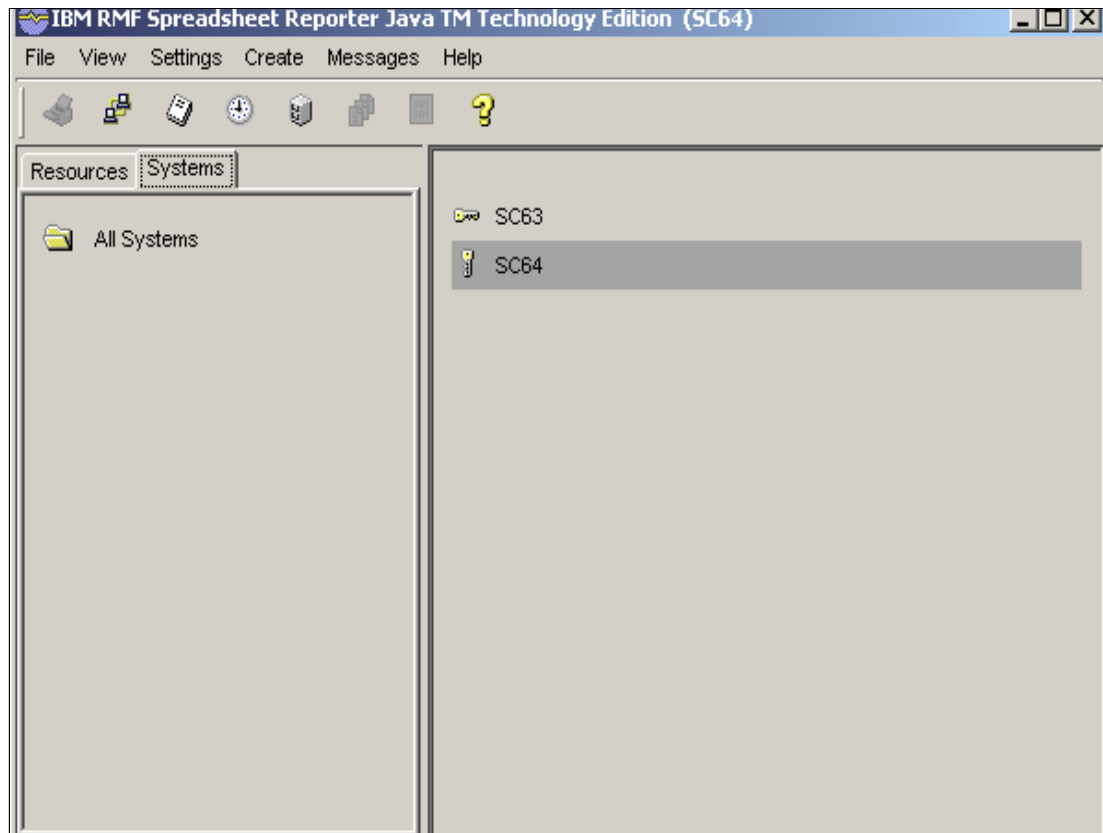 IBM RMF Spreadsheet Reporter Java TM Technology Edition (SC64)
File View Settings Create Messages Help
Resources Systems
All Systems
SC63
SC64